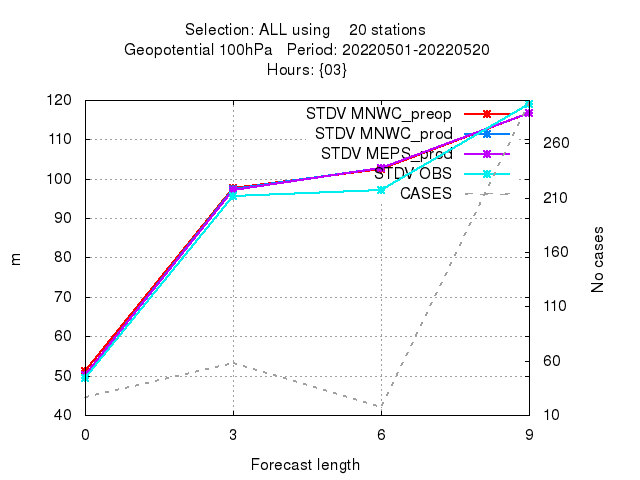 Selection: ALL using 20 stations
Geopotential 100hPa Period: 20220501-20220520
Hours: {03}
STDV MNWC_preop
STDV MNWC_prod
STDV MEPS_prod
STDV OBS
CASES
120
110
100
90
80
70
60
50
40
m
260
210
160
110
60
10
No cases
0 3 6 9
Forecast length